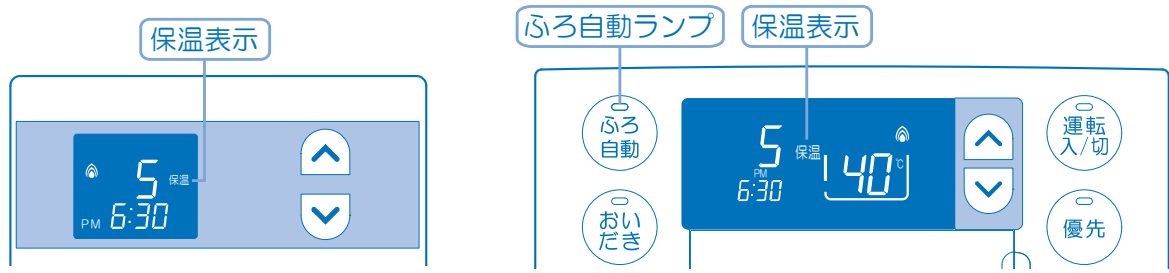 保温表示
5
保温
PM 6:30
ふろ自動ランプ
保温表示
ふろ
自動
おい
だき
5
保温
PM
6:30
40℃
運転
入/切
優先